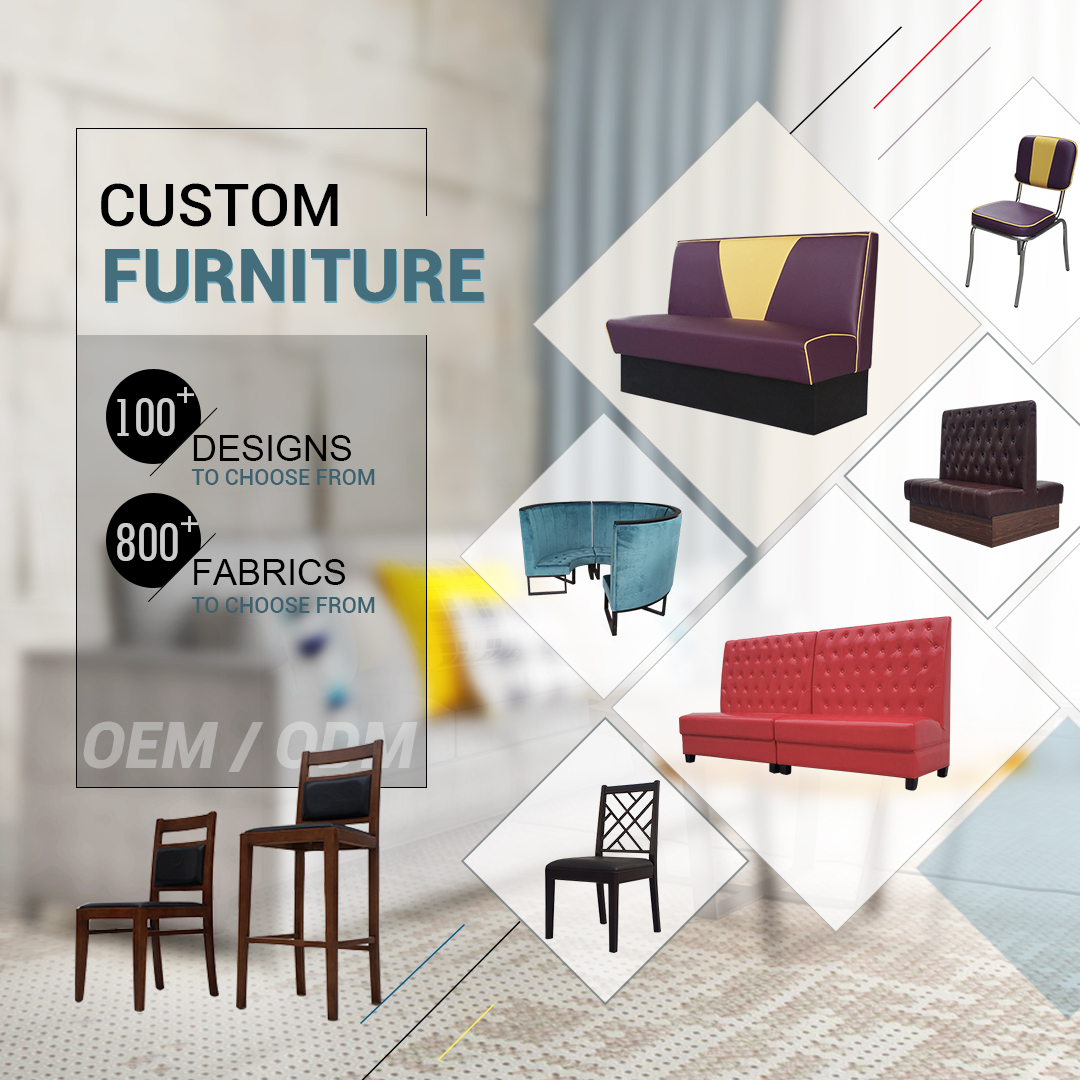 CUSTOM
FURNITURE
100+
DESIGNS
TO CHOOSE FROM
800+
FABRICS
TO CHOOSE FROM
OEM / ODM